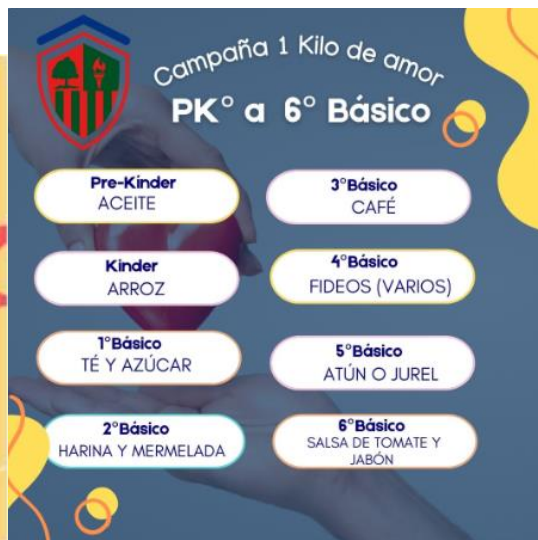 Campaña 1 Kilo de amor
PK° a 6° Básico
Pre-Kínder
ACEITE
Kinder
ARROZ
1°Básico
TÉ Y AZÚCAR
2°Básico
HARINA Y MERMELADA
3°Básico
CAFÉ
4°Básico
FIDEOS (VARIOS)
5°Básico
ATÚN O JUREL
6°Básico
SALSA DE TOMATE Y
JABÓN